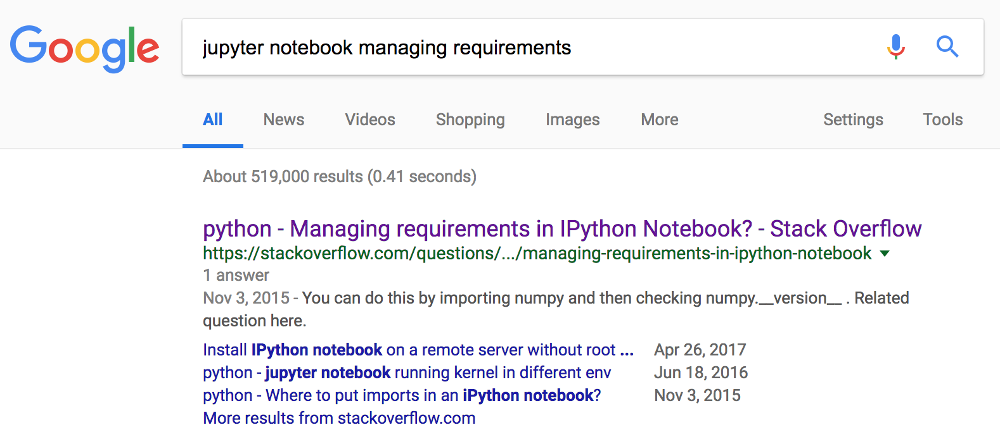 Google
jupyter notebook managing requirements
All News Videos Shopping Images More Settings Tools
About 519,000 results (0.41 seconds)
python - Managing requirements in IPython Notebook? - Stack Overflow
https://stackoverflow.com/questions/.../managing-requirements-in-ipython-notebook
1 answer
Nov 3, 2015 - You can do this by importing numpy and then checking numpy.__version__ . Related
question here.
Install IPython notebook on a remote server without root ... Apr 26, 2017
python - jupyter notebook running kernel in different env Jun 18, 2016
python - Where to put imports in an iPython notebook? Nov 3, 2015
More results from stackoverflow.com